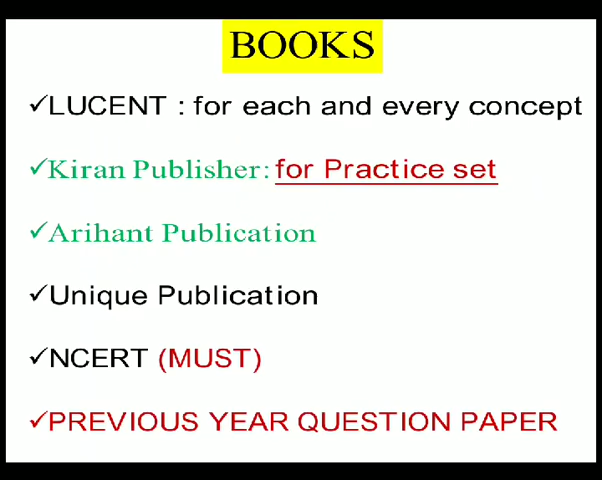 BOOKS
✓LUCENT : for each and every concept
✓Kiran Publisher: for Practice set
✓Arihant Publication
✓Unique Publication
✓NCERT (MUST)
✓PREVIOUS YEAR QUESTION PAPER